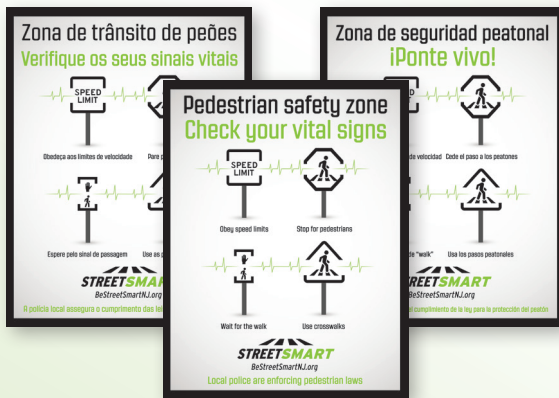 Zona de trânsito de peões
Verifique os seus sinais vitais
SPEED
LIMIT
Obedeça aos limites de velocidade
Pare
Espere pelo sinal de passagem
Use as
STREETSMAR
BeStreetSmartNJ.org
A polícia local assegura o cumprimento das
Pedestrian safety zone
Check your vital signs
SPEED
LIMIT
Obey speed limits
Stop for pedestrians
Wait for the walk
Use crosswalks
STREETSMART
BeStreetSmartNJ.org
Local police are enforcing pedestrian laws
Zona de seguridad peatonal
¡Ponte vivo!
de velocidad
Cede el paso a los peatones
de "walk"
Usa los pasos peatonales
REETSMART
StreetSmartNJ.org
cumplimiento de la ley para la protección del peatón